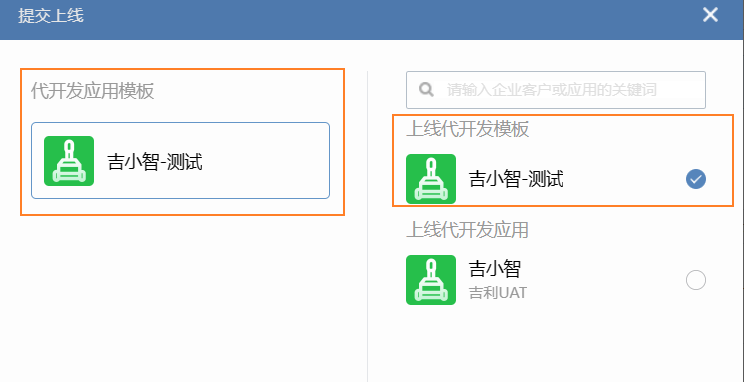 提交上线
代开发应用模板
吉小智-测试
请输入企业客户或应用的关键词
上线代开发模板
吉小智-测试
上线代开发应用
吉小智
吉利UAT